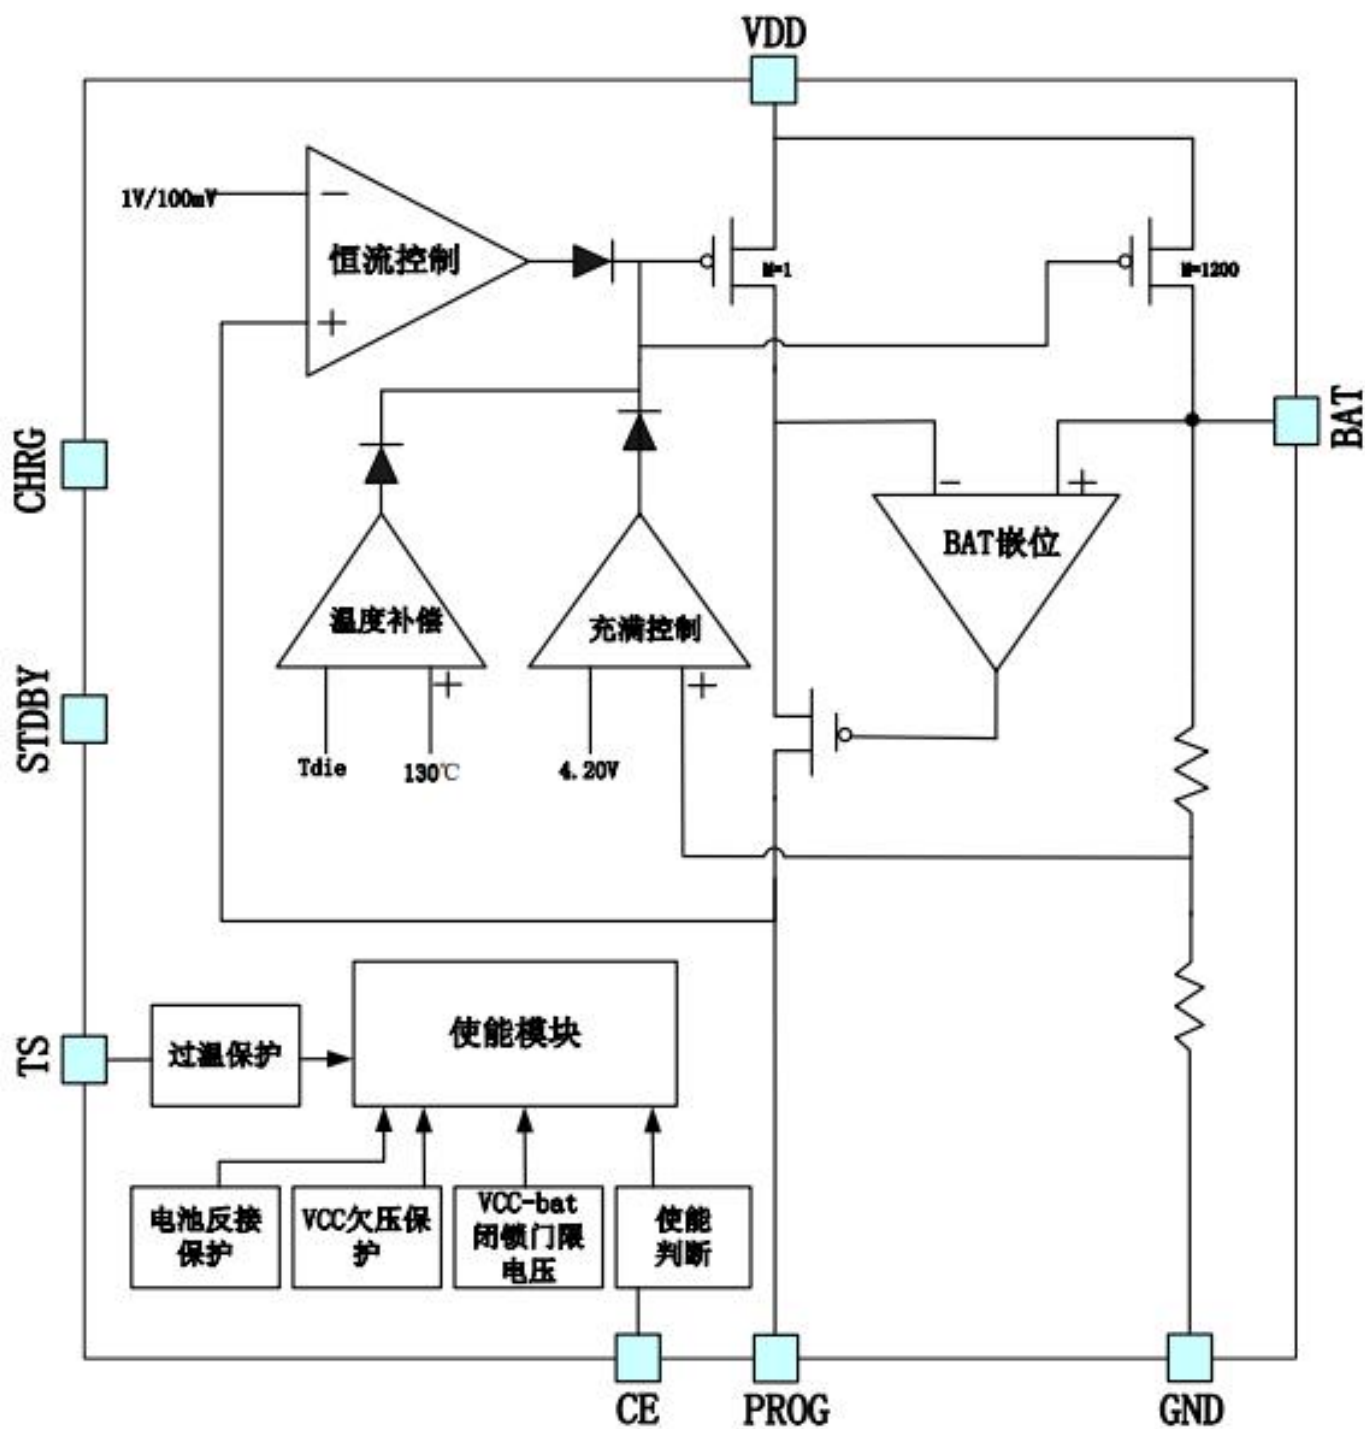 VDD
1V/100mV
−
恒流控制
+
M=1
M=1200
CHRG
BAT
−
+
BAT嵌位
温度补偿
充满控制
+
+
STDBY
Tdie
130℃
4.20V
TS
过温保护
使能模块
电池反接
保护
VCC欠压保
护
VCC-bat
闭锁门限
电压
使能
判断
CE
PROG
GND